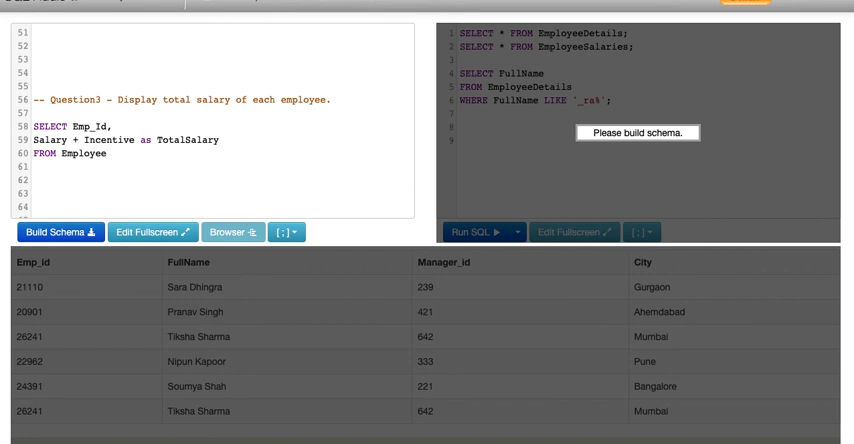 51
52
53
54
55
56 -- Question3 - Display total salary of each employee.
57
58 SELECT Emp_Id,
59 Salary + Incentive as TotalSalary
60 FROM Employee
61
62
63
64
Build Schema
Edit Fullscreen
Browser
[ ; ]
1 SELECT * FROM EmployeeDetails;
2 SELECT * FROM EmployeeSalaries;
3
4 SELECT FullName
5 FROM EmployeeDetails
6 WHERE FullName LIKE '_ra%';
7
8
9
Please build schema.
Run SQL
Edit Fullscreen
[ ; ]
Emp_id FullName Manager_id City
21110 Sara Dhingra 239 Gurgaon
20901 Pranav Singh 421 Ahemdabad
26241 Tiksha Sharma 642 Mumbai
22962 Nipun Kapoor 333 Pune
24391 Soumya Shah 221 Bangalore
26241 Tiksha Sharma 642 Mumbai